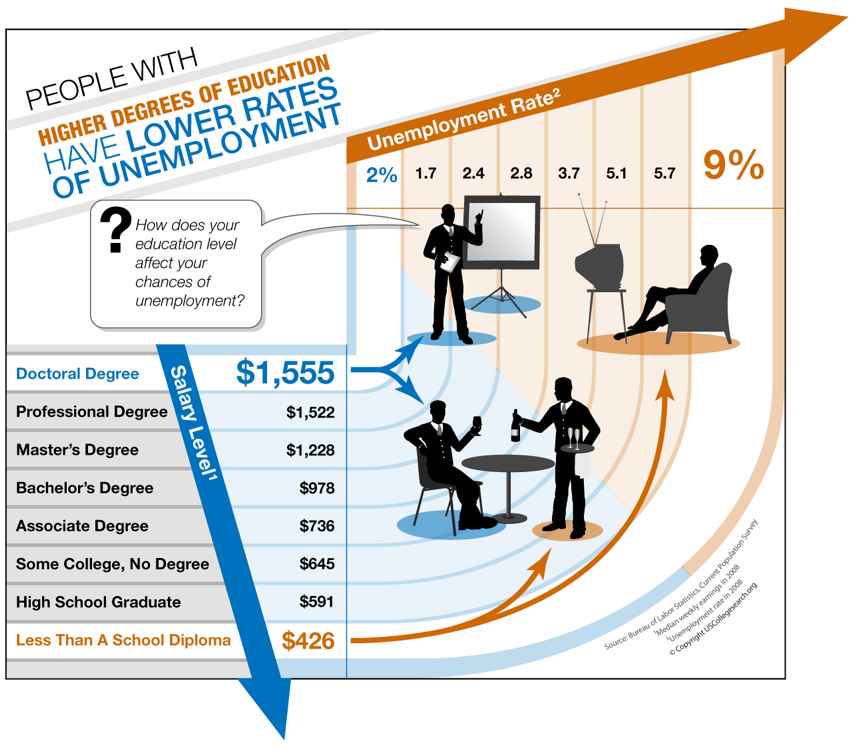 PEOPLE WITH
HIGHER DEGREES OF EDUCATION
HAVE LOWER RATES
OF UNEMPLOYMENT
Unemployment Rate²
2% 1.7 2.4 2.8 3.7 5.1 5.7 9%
?
How does your
education level
affect your
chances of
unemployment?
Salary Level¹
Doctoral Degree $1,555
Professional Degree $1,522
Master's Degree $1,228
Bachelor's Degree $978
Associate Degree $736
Some College, No Degree $645
High School Graduate $591
Less Than A School Diploma $426
Source: Bureau of Labor Statistics, Current Population Survey
¹Median weekly earnings in 2008
²Unemployment rate in 2008
© Copyright USCollegesearch.org